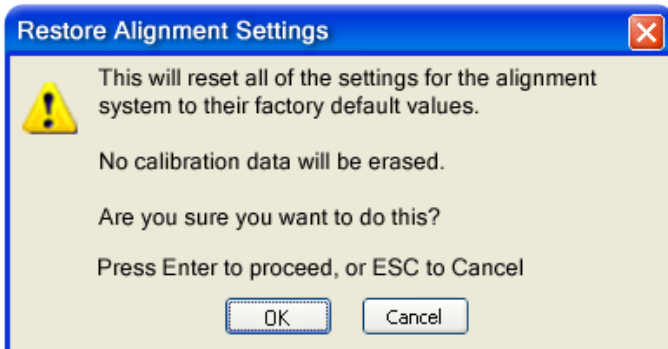 Restore Alignment Settings
This will reset all of the settings for the alignment
system to their factory default values.
No calibration data will be erased.
Are you sure you want to do this?
Press Enter to proceed, or ESC to Cancel
OK Cancel